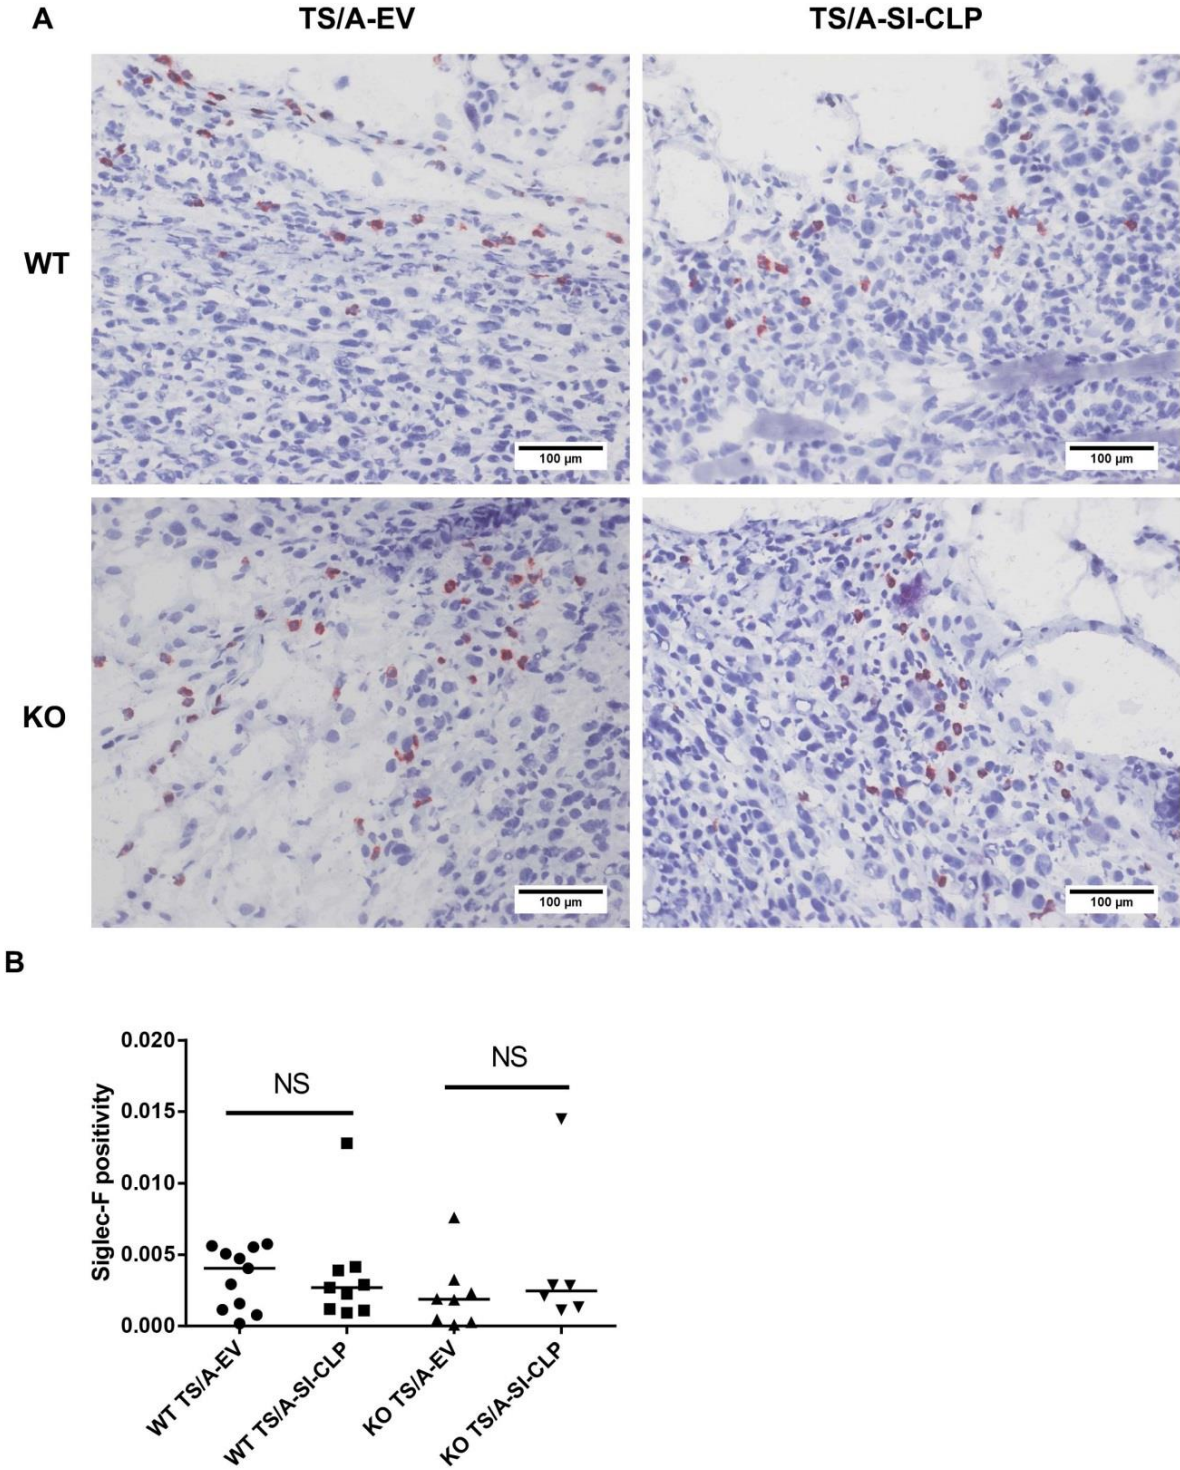 A
TS/A-EV
TS/A-SI-CLP
WT
100 µm
100 µm
KO
100 µm
100 µm
B
Siglec-F positivity
0.020
0.015
0.010
0.005
0.000
NS
NS
WT TS/A-EV
WT TS/A-SI-CLP
KO TS/A-EV
KO TS/A-SI-CLP